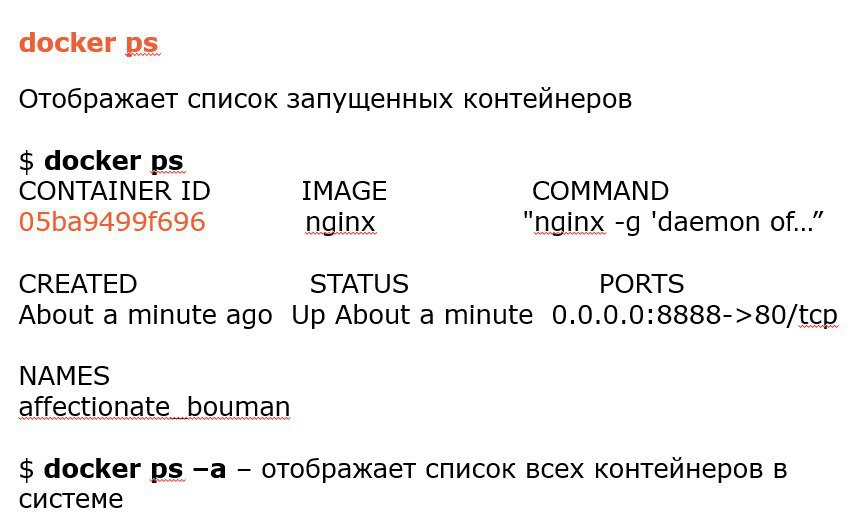 docker ps
Отображает список запущенных контейнеров
$ docker ps
CONTAINER ID IMAGE COMMAND
05ba9499f696 nginx "nginx -g 'daemon of…”
CREATED STATUS PORTS
About a minute ago Up About a minute 0.0.0.0:8888->80/tcp
NAMES
affectionate_bouman
$ docker ps –a – отображает список всех контейнеров в
системе